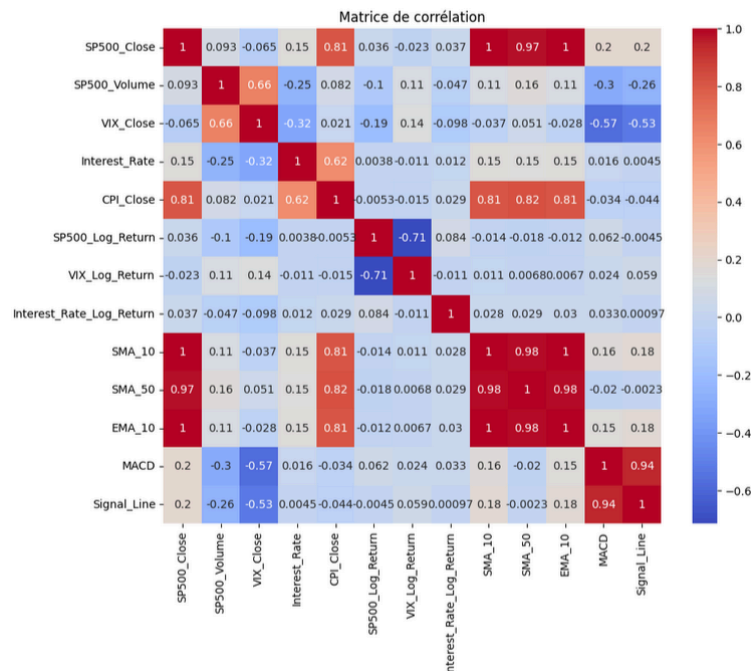 Matrice de corrélation
SP500_Close 1 0.093 -0.065 0.15 0.81 0.036 -0.023 0.037 1 0.97 1 0.2 0.2
SP500_Volume 0.093 1 0.66 -0.25 0.082 -0.1 0.11 -0.047 0.11 0.16 0.11 -0.3 -0.26
VIX_Close -0.065 0.66 1 -0.32 0.021 -0.19 0.14 -0.098 -0.037 0.051 -0.028 -0.57 -0.53
Interest_Rate 0.15 -0.25 -0.32 1 0.62 0.0038 -0.011 0.012 0.15 0.15 0.15 0.016 0.0045
CPI_Close 0.81 0.082 0.021 0.62 1 -0.0053 -0.015 0.029 0.81 0.82 0.81 -0.034 -0.044
SP500_Log_Return 0.036 -0.1 -0.19 0.0038 -0.0053 1 -0.71 0.084 -0.014 -0.018 -0.012 0.062 -0.0045
VIX_Log_Return -0.023 0.11 0.14 -0.011 -0.015 -0.71 1 -0.011 0.011 0.0068 0.0067 0.024 0.059
Interest_Rate_Log_Return 0.037 -0.047 -0.098 0.012 0.029 0.084 -0.011 1 0.028 0.029 0.03 0.033 0.00097
SMA_10 1 0.11 -0.037 0.15 0.81 -0.014 0.011 0.028 1 0.98 1 0.16 0.18
SMA_50 0.97 0.16 0.051 0.15 0.82 -0.018 0.0068 0.029 0.98 1 0.98 -0.02 -0.0023
EMA_10 1 0.11 -0.028 0.15 0.81 -0.012 0.0067 0.03 1 0.98 1 0.15 0.18
MACD 0.2 -0.3 -0.57 0.016 -0.034 0.062 0.024 0.033 0.16 -0.02 0.15 1 0.94
Signal_Line 0.2 -0.26 -0.53 0.0045 -0.044 -0.0045 0.059 0.00097 0.18 -0.0023 0.18 0.94 1
SP500_Close
SP500_Volume
VIX_Close
Interest_Rate
CPI_Close
SP500_Log_Return
VIX_Log_Return
Interest_Rate_Log_Return
SMA_10
SMA_50
EMA_10
MACD
Signal_Line
1.0
0.8
0.6
0.4
0.2
0.0
−0.2
−0.4
−0.6